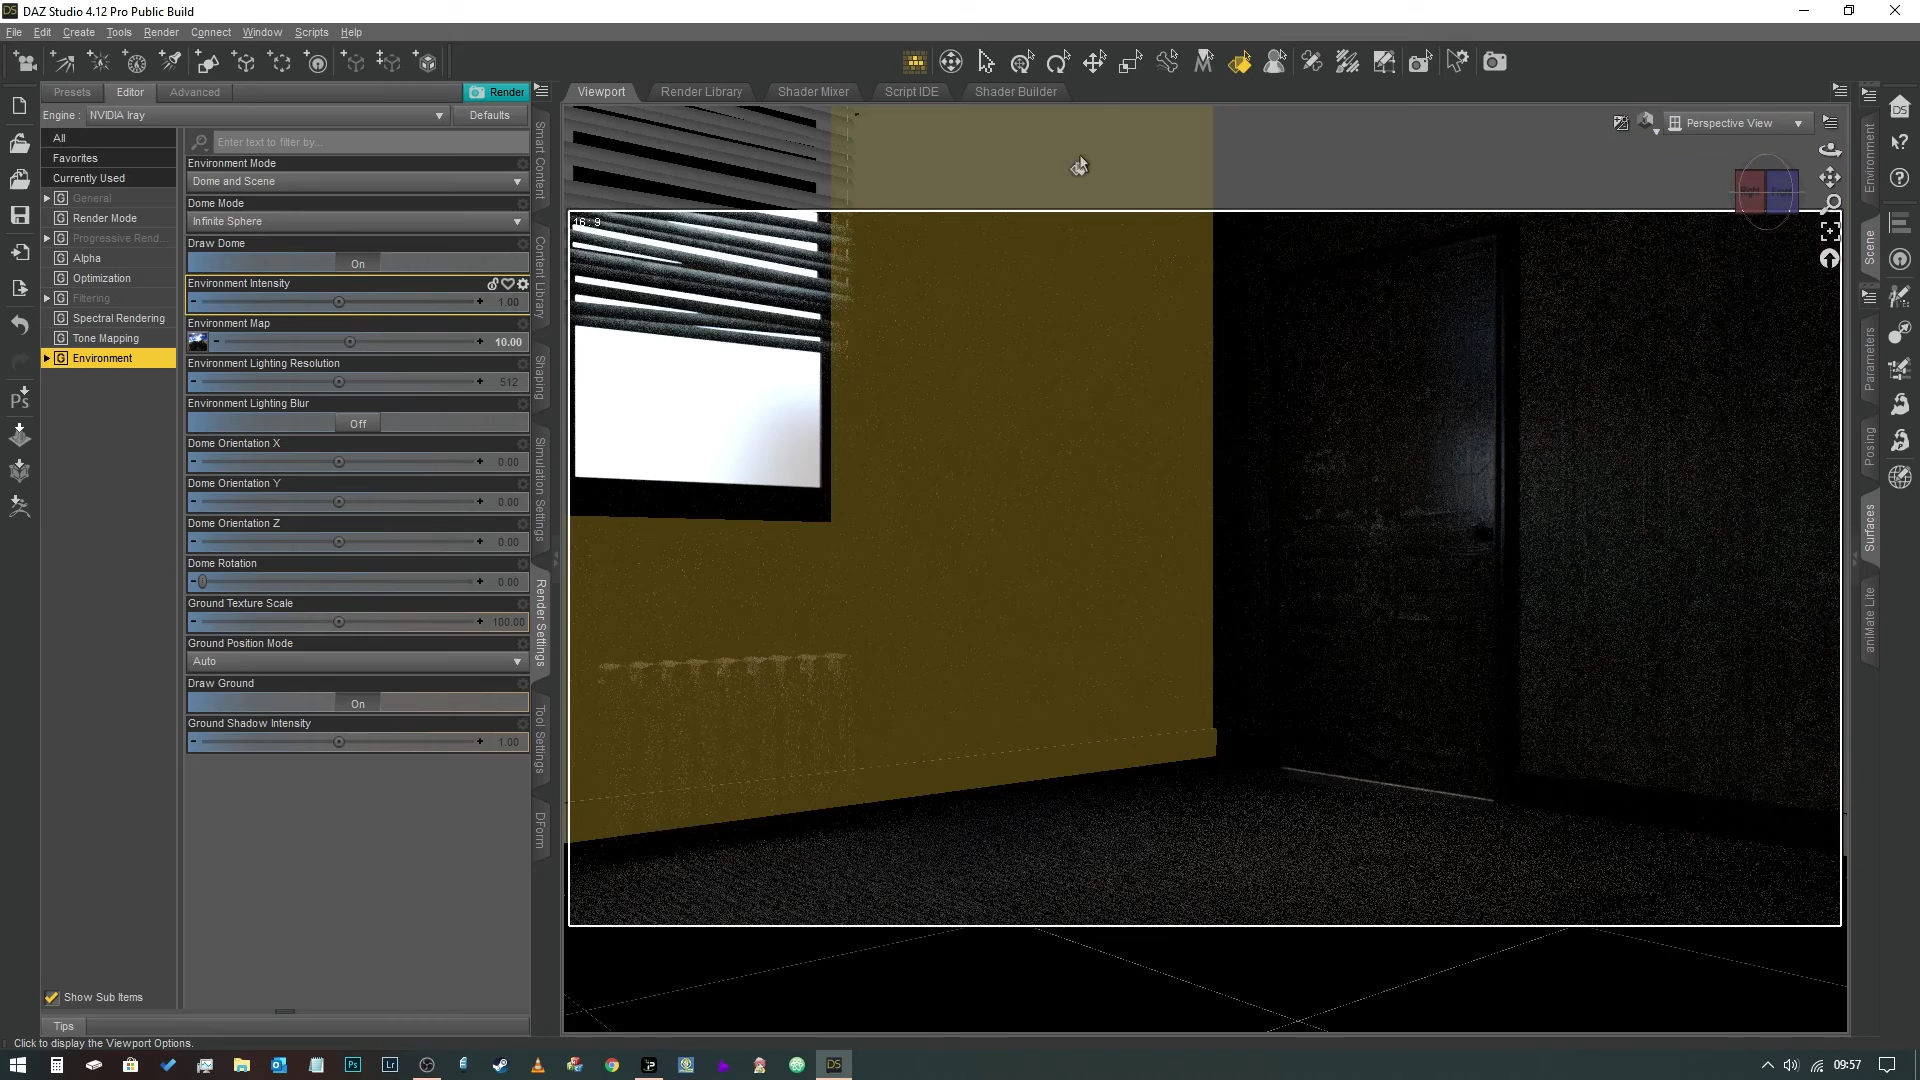 DAZ Studio 4.12 Pro Public Build
File Edit Create Tools Render Connect Window Scripts Help
Presets Editor Advanced Render
Viewport Render Library Shader Mixer Script IDE Shader Builder
Engine : NVIDIA Iray Defaults
Perspective View
All
Favorites
Currently Used
General
Render Mode
Progressive Rend...
Alpha
Optimization
Filtering
Spectral Rendering
Tone Mapping
Environment
Show Sub Items
Enter text to filter by...
Environment Mode
Dome and Scene
Dome Mode
Infinite Sphere
Draw Dome
On
Environment Intensity
1.00
Environment Map
10.00
Environment Lighting Resolution
512
Environment Lighting Blur
Off
Dome Orientation X
0.00
Dome Orientation Y
0.00
Dome Orientation Z
0.00
Dome Rotation
0.00
Ground Texture Scale
100.00
Ground Position Mode
Auto
Draw Ground
On
Ground Shadow Intensity
1.00
Smart Content
Content Library
Shaping
Simulation Settings
Render Settings
Tool Settings
DForm
16 : 9
Environment
Scene
Parameters
Posing
Surfaces
aniMate Lite
Tips
Click to display the Viewport Options.
09:57